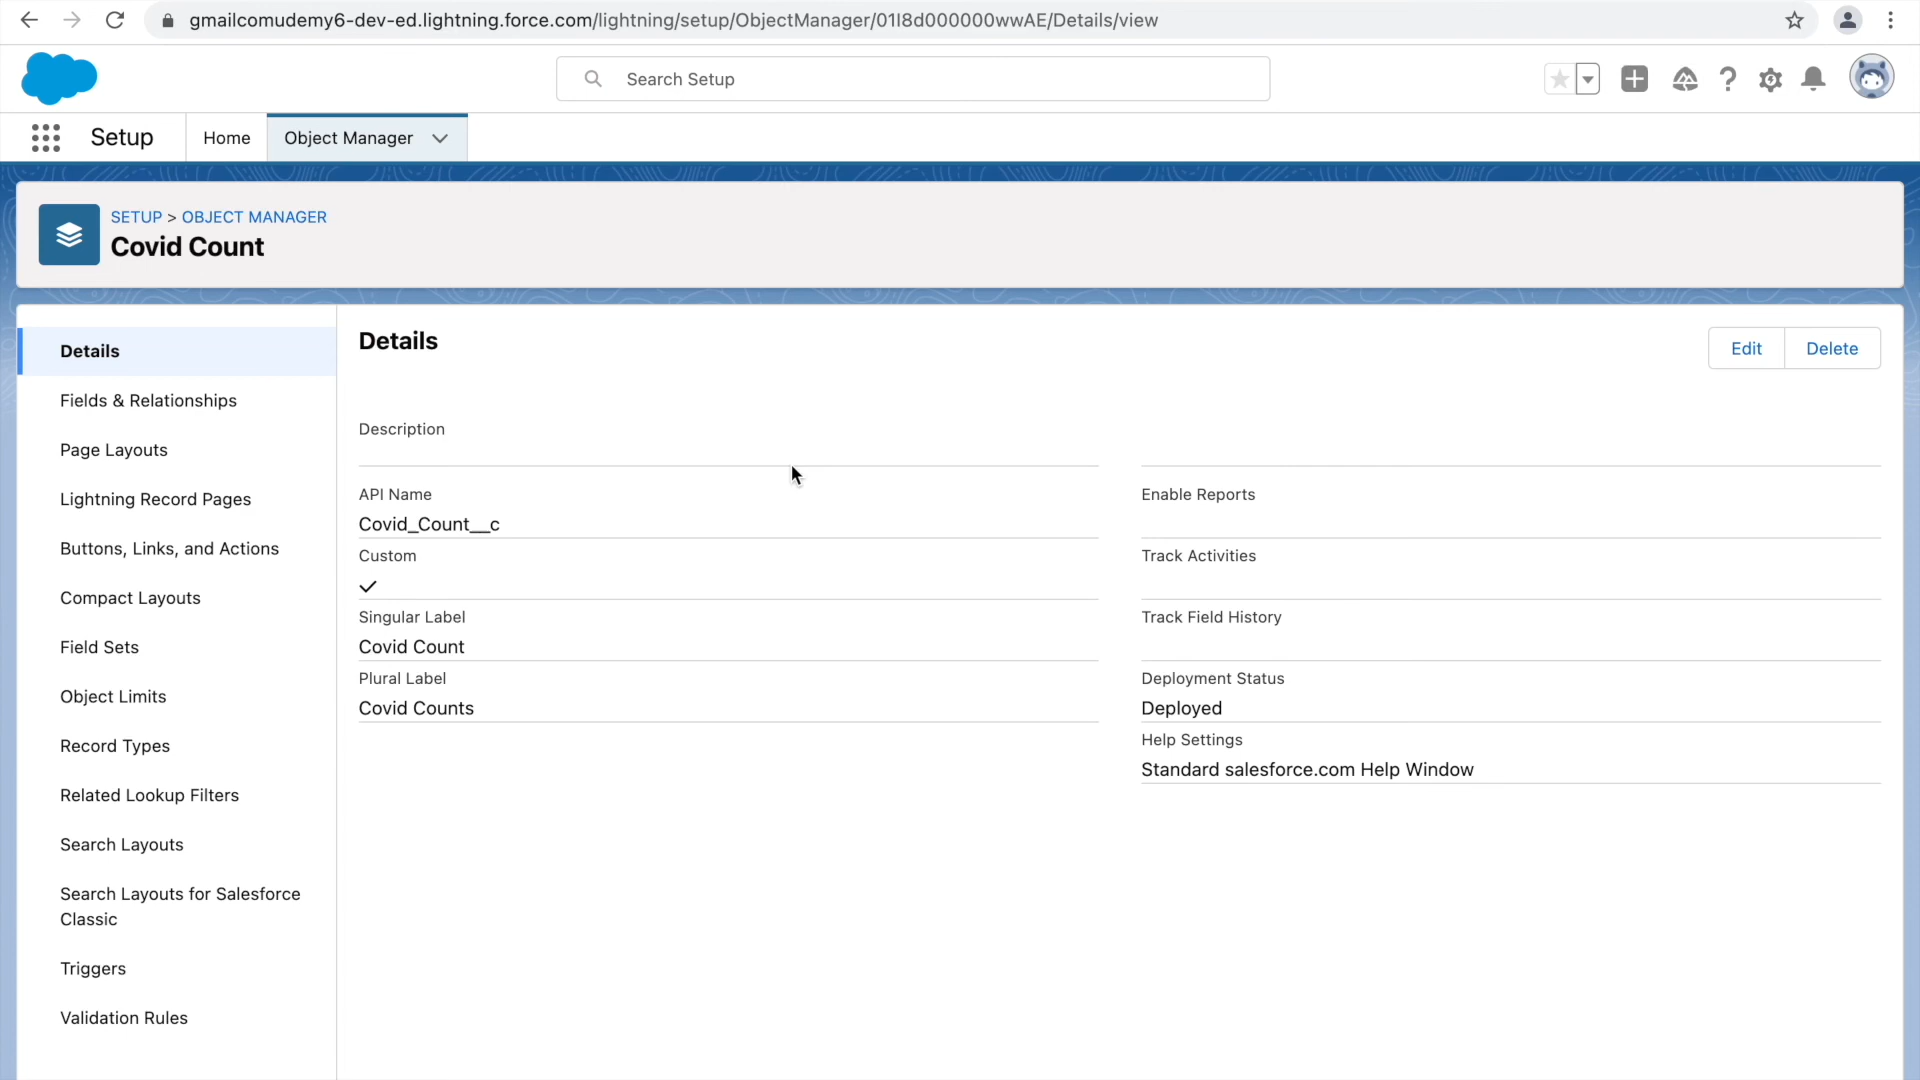 gmailcomudemy6-dev-ed.lightning.force.com/lightning/setup/ObjectManager/01I8d000000wwAE/Details/view
Search Setup
Setup
Home
Object Manager
SETUP > OBJECT MANAGER
Covid Count
Details
Fields & Relationships
Page Layouts
Lightning Record Pages
Buttons, Links, and Actions
Compact Layouts
Field Sets
Object Limits
Record Types
Related Lookup Filters
Search Layouts
Search Layouts for Salesforce
Classic
Triggers
Validation Rules
Details
Edit
Delete
Description
API Name
Covid_Count__c
Custom
Singular Label
Covid Count
Plural Label
Covid Counts
Enable Reports
Track Activities
Track Field History
Deployment Status
Deployed
Help Settings
Standard salesforce.com Help Window